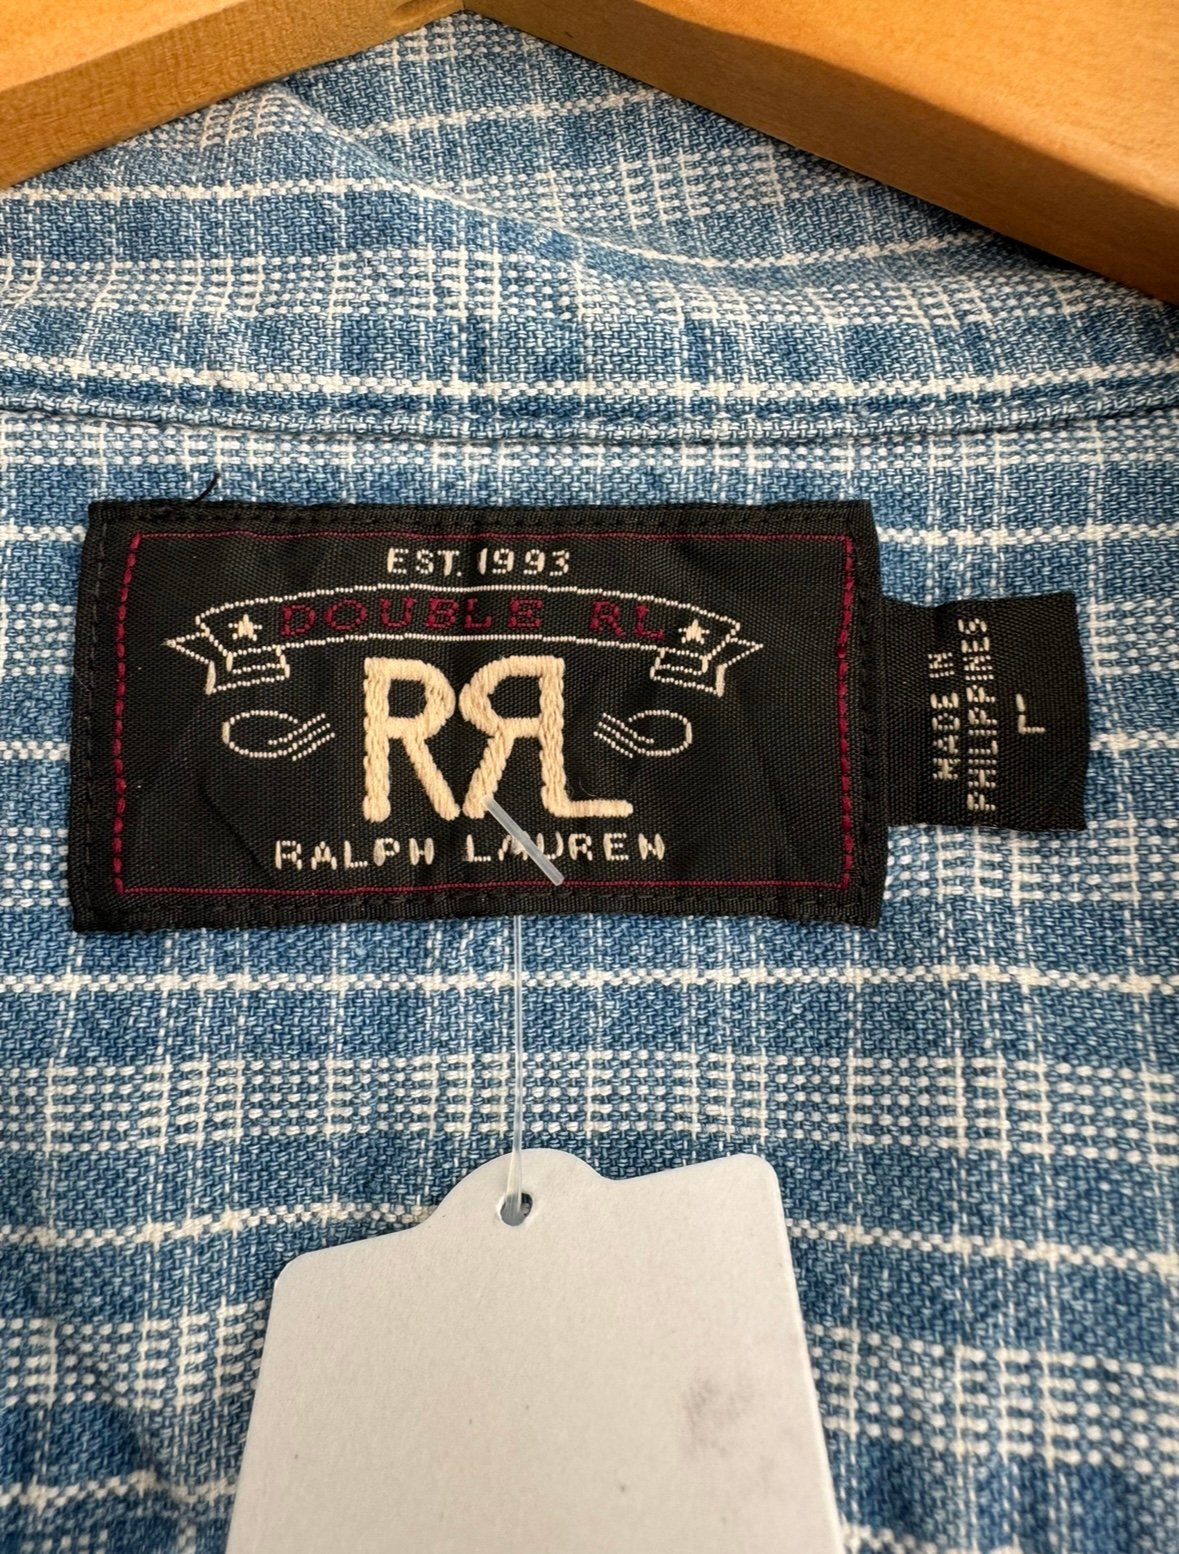 EST. 1993
DOUBLE RL
RRL
RALPH LAUREN
MADE IN
PHILIPPINES
L